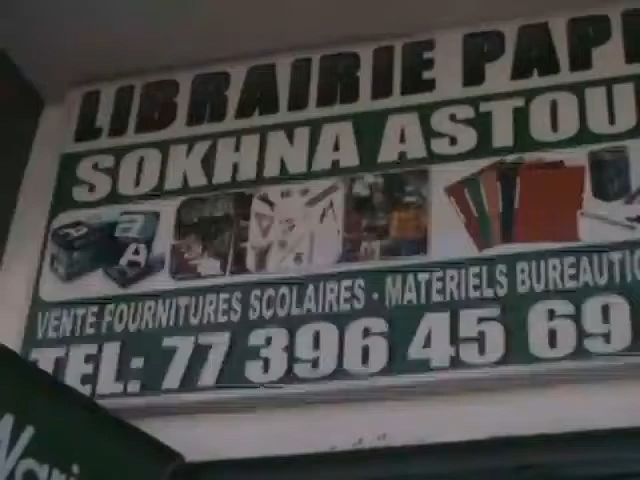 LIBRAIRIE PAP
SOKHNA ASTOU
VENTE FOURNITURES SCOLAIRES - MATERIELS BUREAUTI
TEL: 77 396 45 69